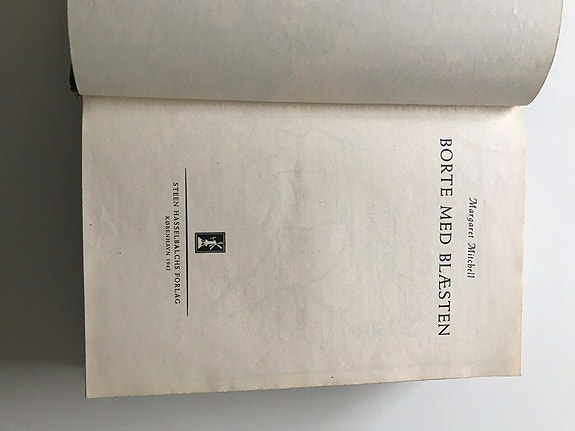 Margaret Mitchell
BORTE MED BLÆSTEN
STEEN HASSELBALCHS FORLAG
KØBENHAVN 1942